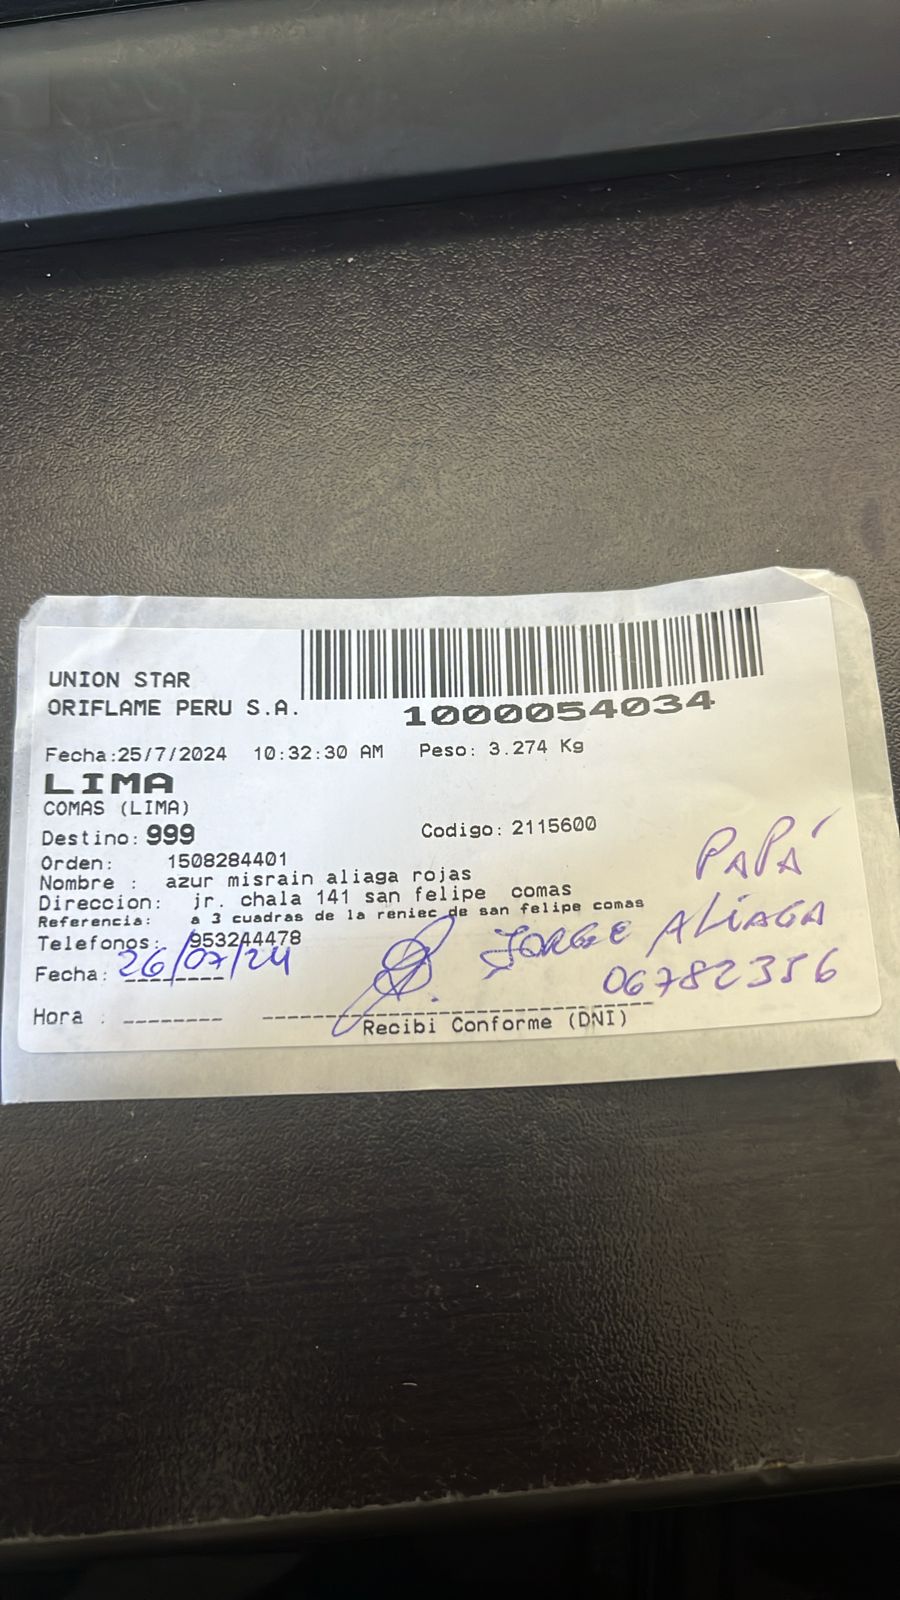 UNION STAR
ORIFLAME PERU S.A.
1000054034
Fecha:25/7/2024 10:32:30 AM Peso: 3.274 Kg
LIMA
COMAS (LIMA)
Destino: 999 Codigo: 2115600
Orden: 1508284401
Nombre : azur misrain aliaga rojas
Direccion: jr. chala 141 san felipe comas
Referencia: a 3 cuadras de la reniec de san felipe comas
Telefonos: 953244478
PAPÁ
JORGE ALIAGA
06782356
Fecha: 26/07/24
Hora :
Recibi Conforme (DNI)